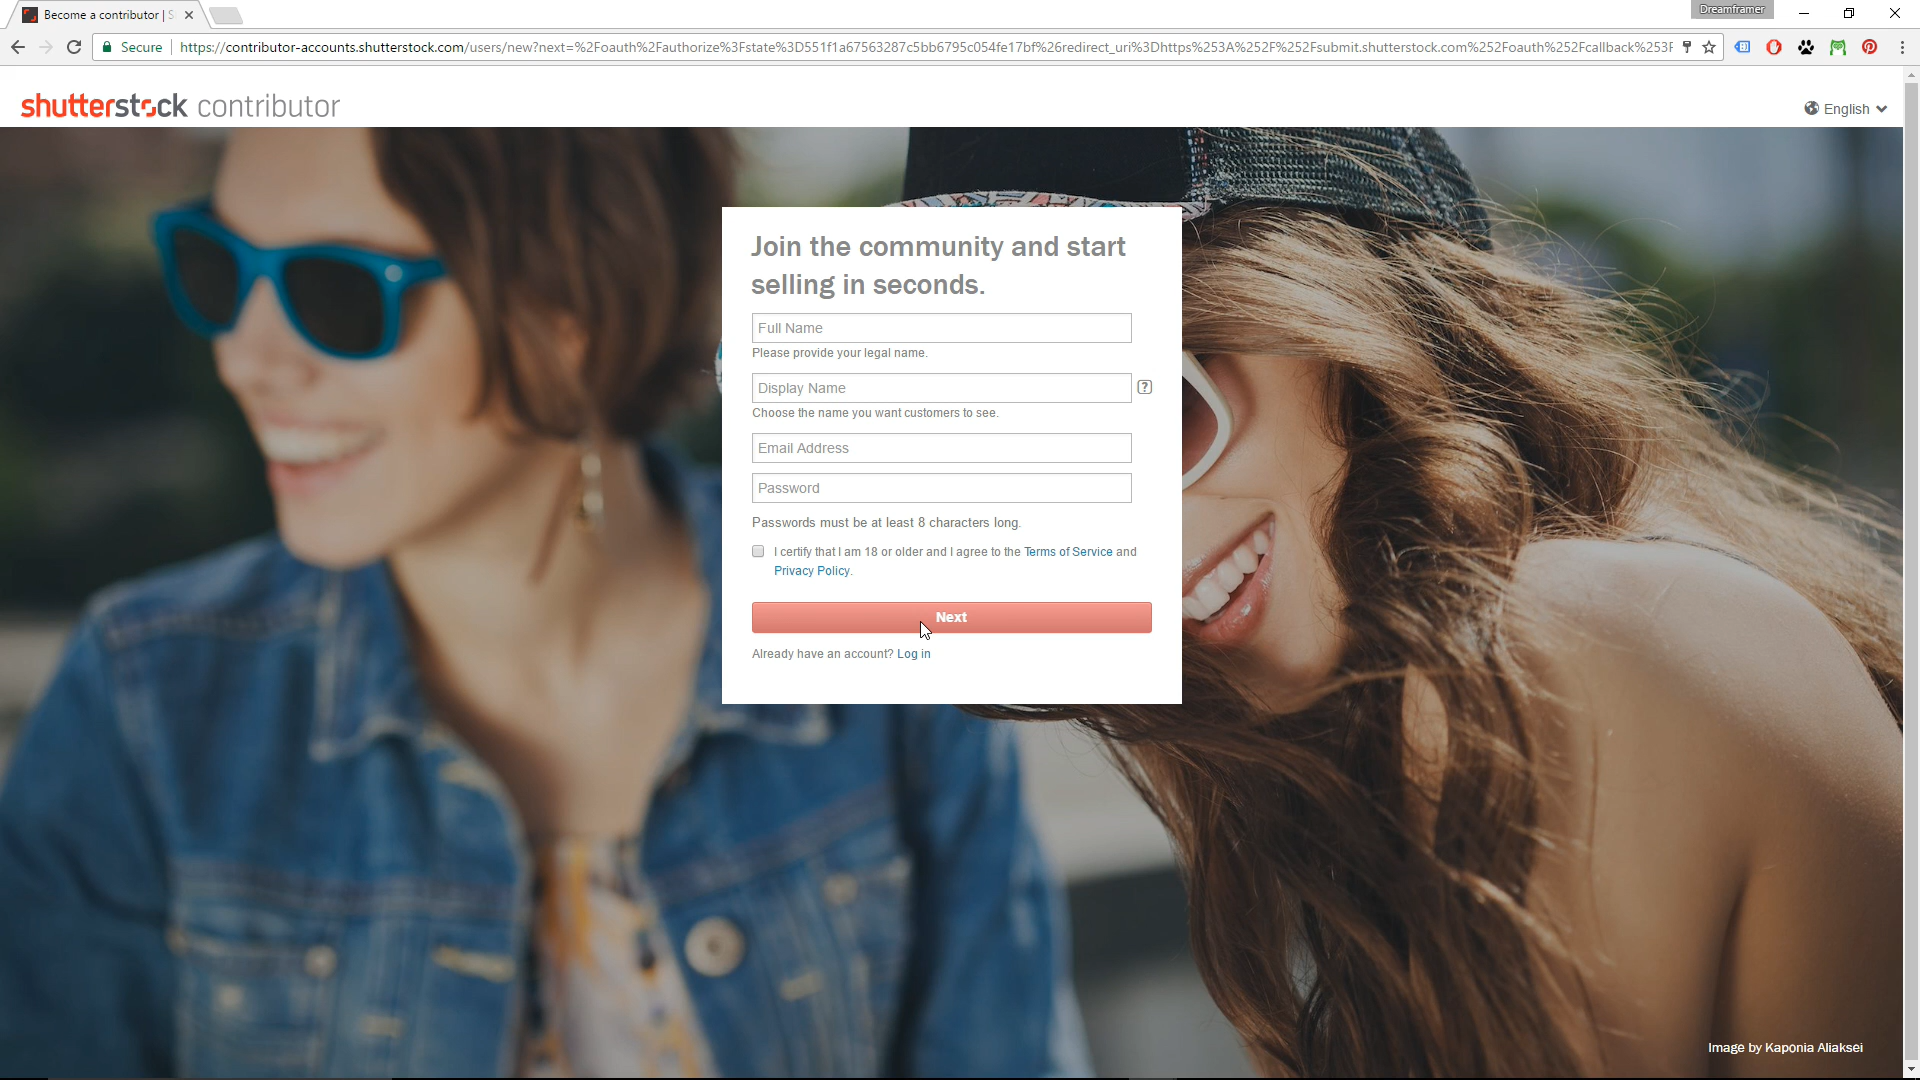 Become a contributor | S
Dreamframer
Secure
https://contributor-accounts.shutterstock.com/users/new?next=%2Foauth%2Fauthorize%3Fstate%3D551f1a67563287c5bb6795c054fe17bf%26redirect_uri%3Dhttps%253A%252F%252Fsubmit.shutterstock.com%252Foauth%252Fcallback%253F
shutterstock contributor
English
Join the community and start
selling in seconds.
Full Name
Please provide your legal name.
Display Name
?
Choose the name you want customers to see.
Email Address
Password
Passwords must be at least 8 characters long.
I certify that I am 18 or older and I agree to the Terms of Service and
Privacy Policy.
Next
Already have an account? Log in
Image by Kaponia Aliaksei